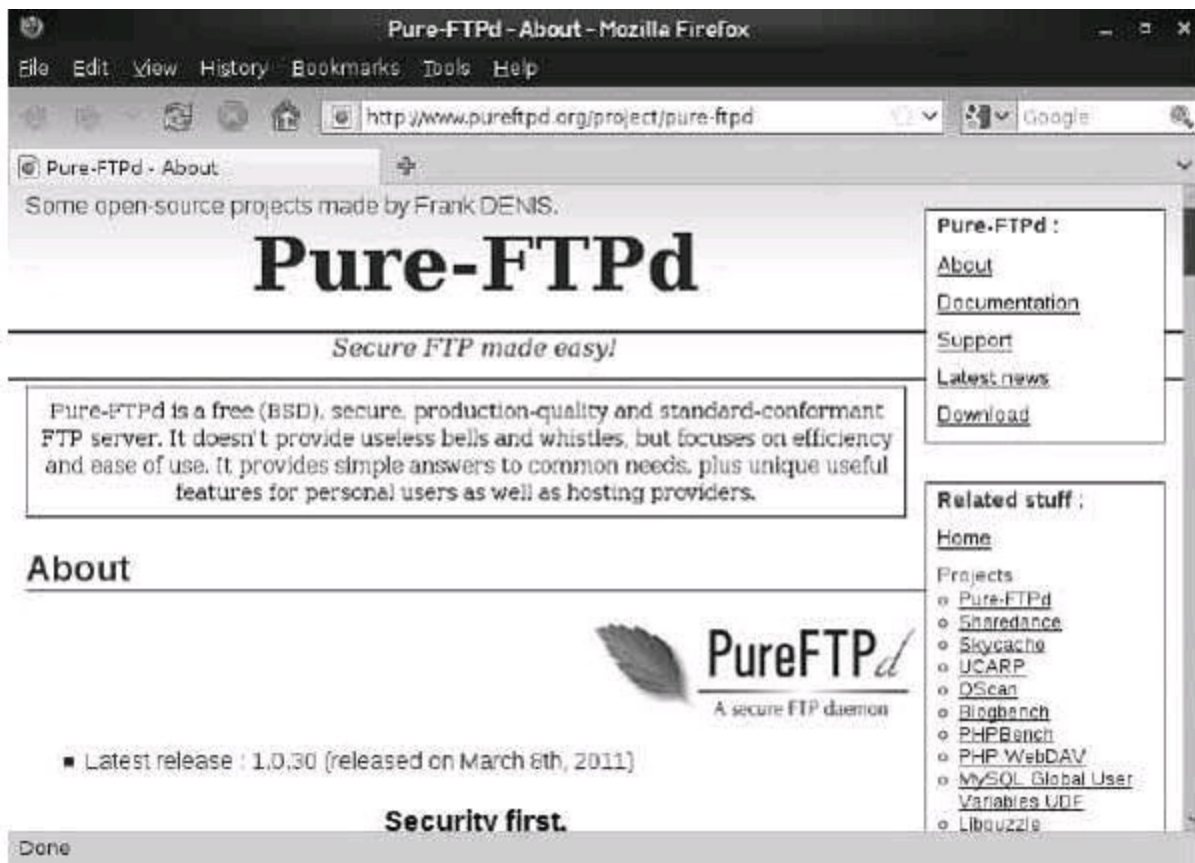 Pure-FTPd - About - Mozilla Firefox
File Edit View History Bookmarks Tools Help
http://www.pureftpd.org/project/pure-ftpd
Google
Pure-FTPd - About
Some open-source projects made by Frank DENIS.
Pure-FTPd
Secure FTP made easy!
Pure-FTPd is a free (BSD), secure, production-quality and standard-conformant
FTP server. It doesn't provide useless bells and whistles, but focuses on efficiency
and ease of use. It provides simple answers to common needs, plus unique useful
features for personal users as well as hosting providers.
About
PureFTPd
A secure FTP daemon
Latest release : 1.0.30 (released on March 8th, 2011)
Security first.
Pure-FTPd :
About
Documentation
Support
Latest news
Download
Related stuff :
Home
Projects
Pure-FTPd
Sharedance
Skycache
UCARP
QScan
Blogbench
PHPBench
PHP WebDAV
MySQL Global User
Variables UDF
Libpuzzle
Done